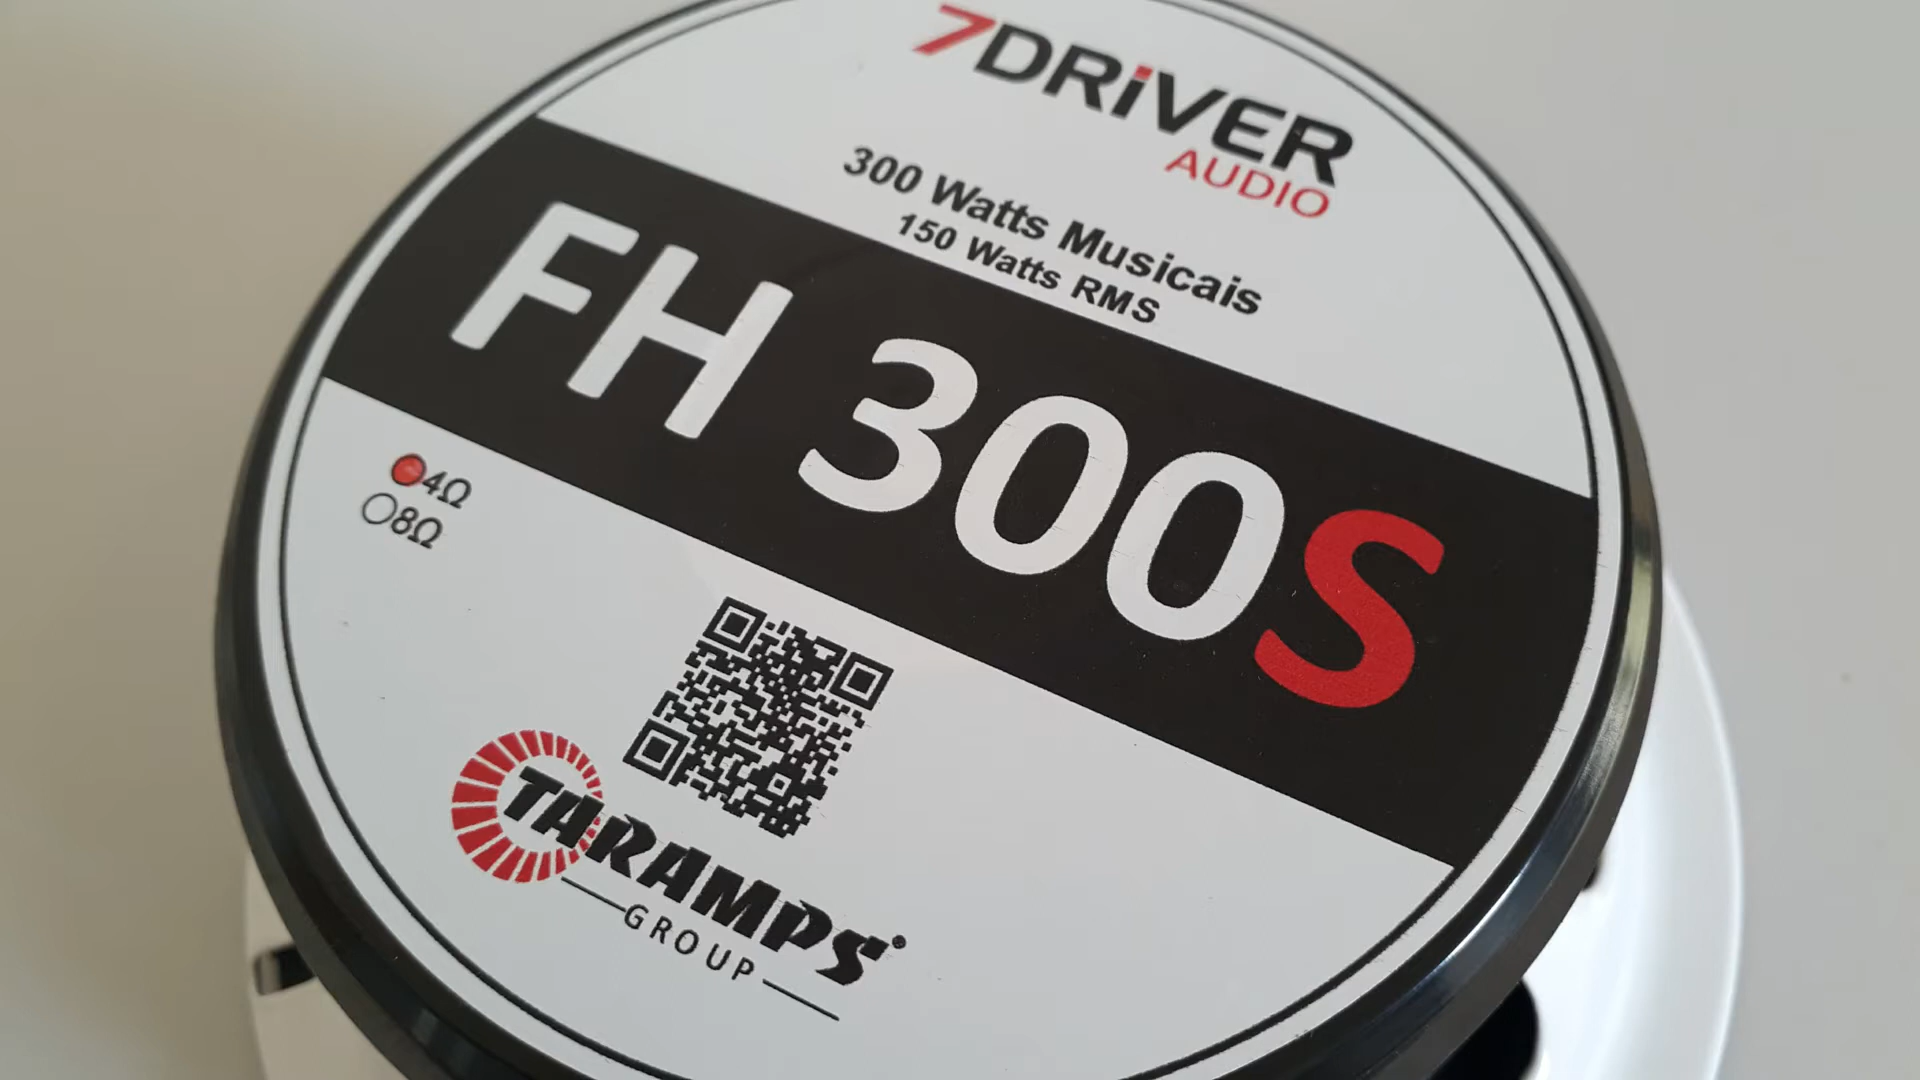 7DRiVER
AUDIO
300 Watts Musicais
150 Watts RMS
FH 300S
4Ω
8Ω
TARAMPS
GROUP